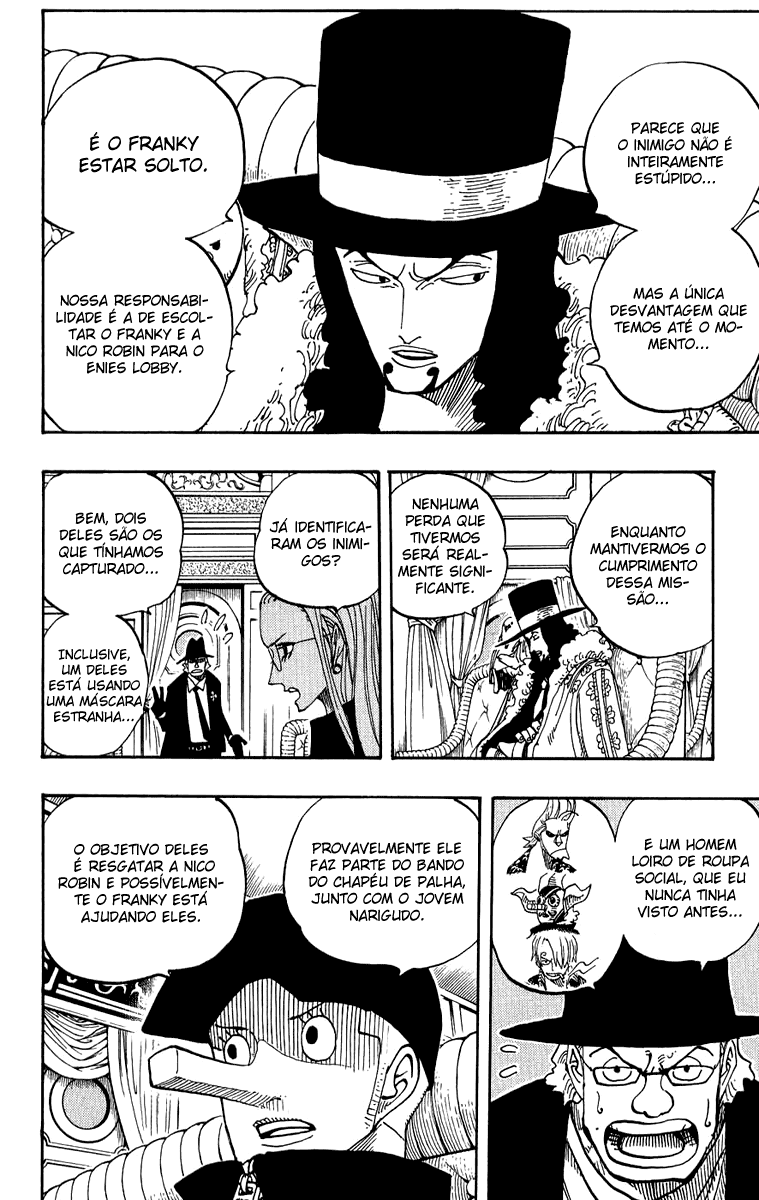 PARECE QUE
O INIMIGO NÃO É
INTEIRAMENTE
ESTÚPIDO...
MAS A ÚNICA
DESVANTAGEM QUE
TEMOS ATÉ O MO-
MENTO...
É O FRANKY
ESTAR SOLTO.
NOSSA RESPONSABI-
LIDADE É A DE ESCOL-
TAR O FRANKY E A
NICO ROBIN PARA O
ENIES LOBBY.
ENQUANTO
MANTIVERMOS O
CUMPRIMENTO
DESSA MIS-
SÃO...
NENHUMA
PERDA QUE
TIVERMOS
SERÁ REAL-
MENTE SIGNI-
FICANTE.
JÁ IDENTIFICA-
RAM OS INIMI-
GOS?
BEM, DOIS
DELES SÃO OS
QUE TÍNHAMOS
CAPTURADO...
INCLUSIVE,
UM DELES
ESTÁ USANDO
UMA MÁSCARA
ESTRANHA...
E UM HOMEM
LOIRO DE ROUPA
SOCIAL, QUE EU
NUNCA TINHA
VISTO ANTES...
PROVAVELMENTE ELE
FAZ PARTE DO BANDO
DO CHAPÉU DE PALHA,
JUNTO COM O JOVEM
NARIGUDO.
O OBJETIVO DELES
É RESGATAR A NICO
ROBIN E POSSÍVELMEN-
TE O FRANKY ESTÁ
AJUDANDO ELES.